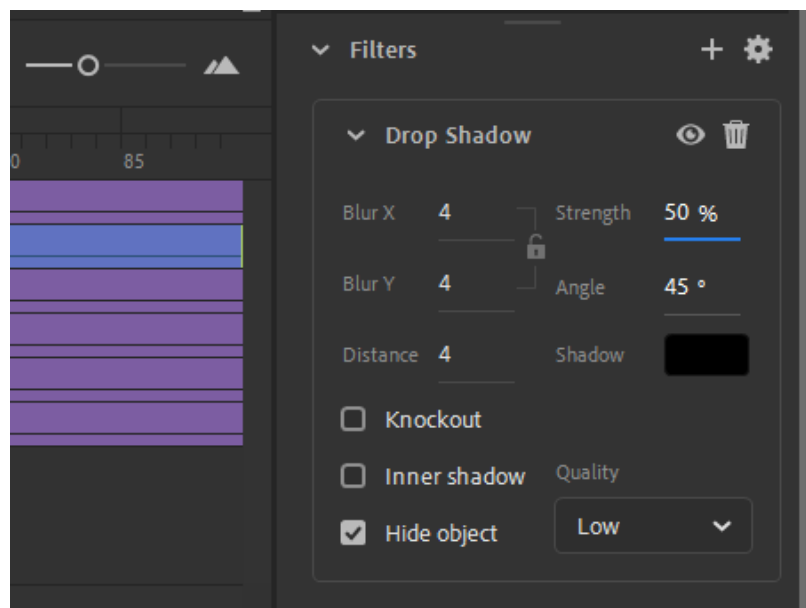 Filters
0 85
Drop Shadow
Blur X 4 Strength 50 %
Blur Y 4 Angle 45 °
Distance 4 Shadow
Knockout
Inner shadow Quality
Hide object Low